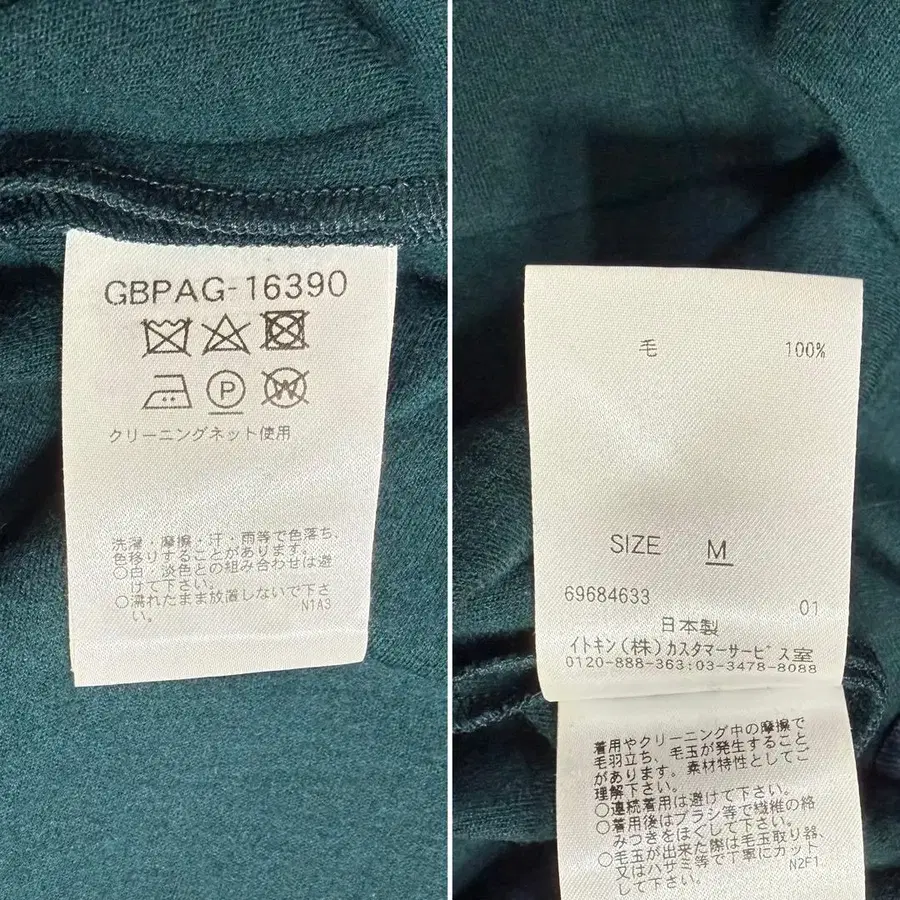 GBPAG-16390
P
W
クリーニングネット使用
洗濯・摩擦・汗・雨等で色落ち、
色移りすることがあります。
○白・淡色との組み合わせは避
けて下さい。
○濡れたまま放置しないで下さ
い。
N1A3
毛 100%
SIZE M
69684633 01
日本製
イトキン(株)カスタマーサービス室
0120-888-363:03-3478-8088
着用やクリーニング中の摩擦で
毛羽立ち、毛玉が発生すること
があります。素材特性としてご
理解下さい。
○連続着用は避けて下さい。
○着用後はブラシ等で繊維の絡
みつきをほぐして下さい。
○毛玉が出来た際は毛玉取り器、
又はハサミ等で丁寧にカット
して下さい。
N2F1